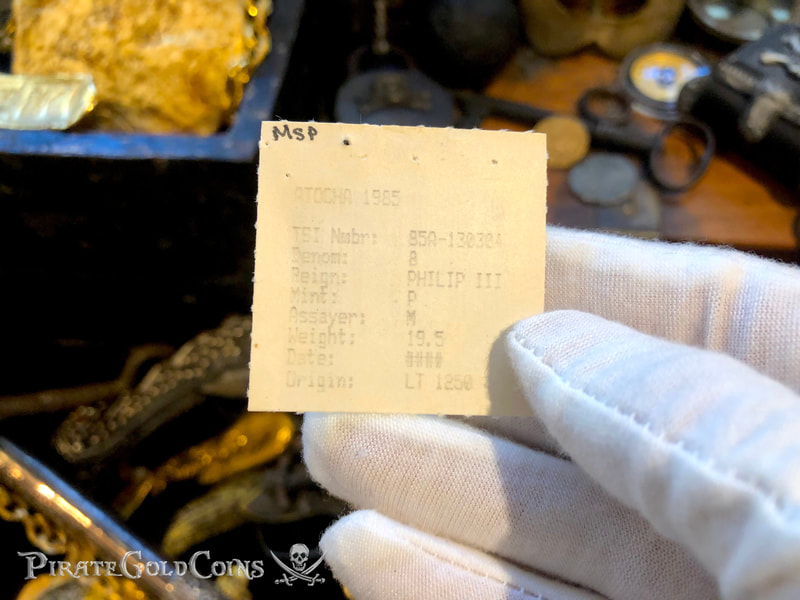 MSP
ATOCHA 1985
TSI Nmbr: 85A-130304
Denom: 8
Reign: PHILIP III
Mint: P
Assayer: M
Weight: 19.5
Date: ####
Origin: LT 1250
PirateGoldCoins